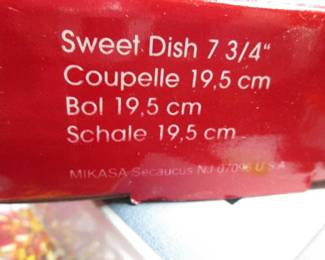 Sweet Dish 7 3/4"
Coupelle 19,5 cm
Bol 19,5 cm
Schale 19,5 cm
MIKASA Secaucus NJ 07096 U.S.A.